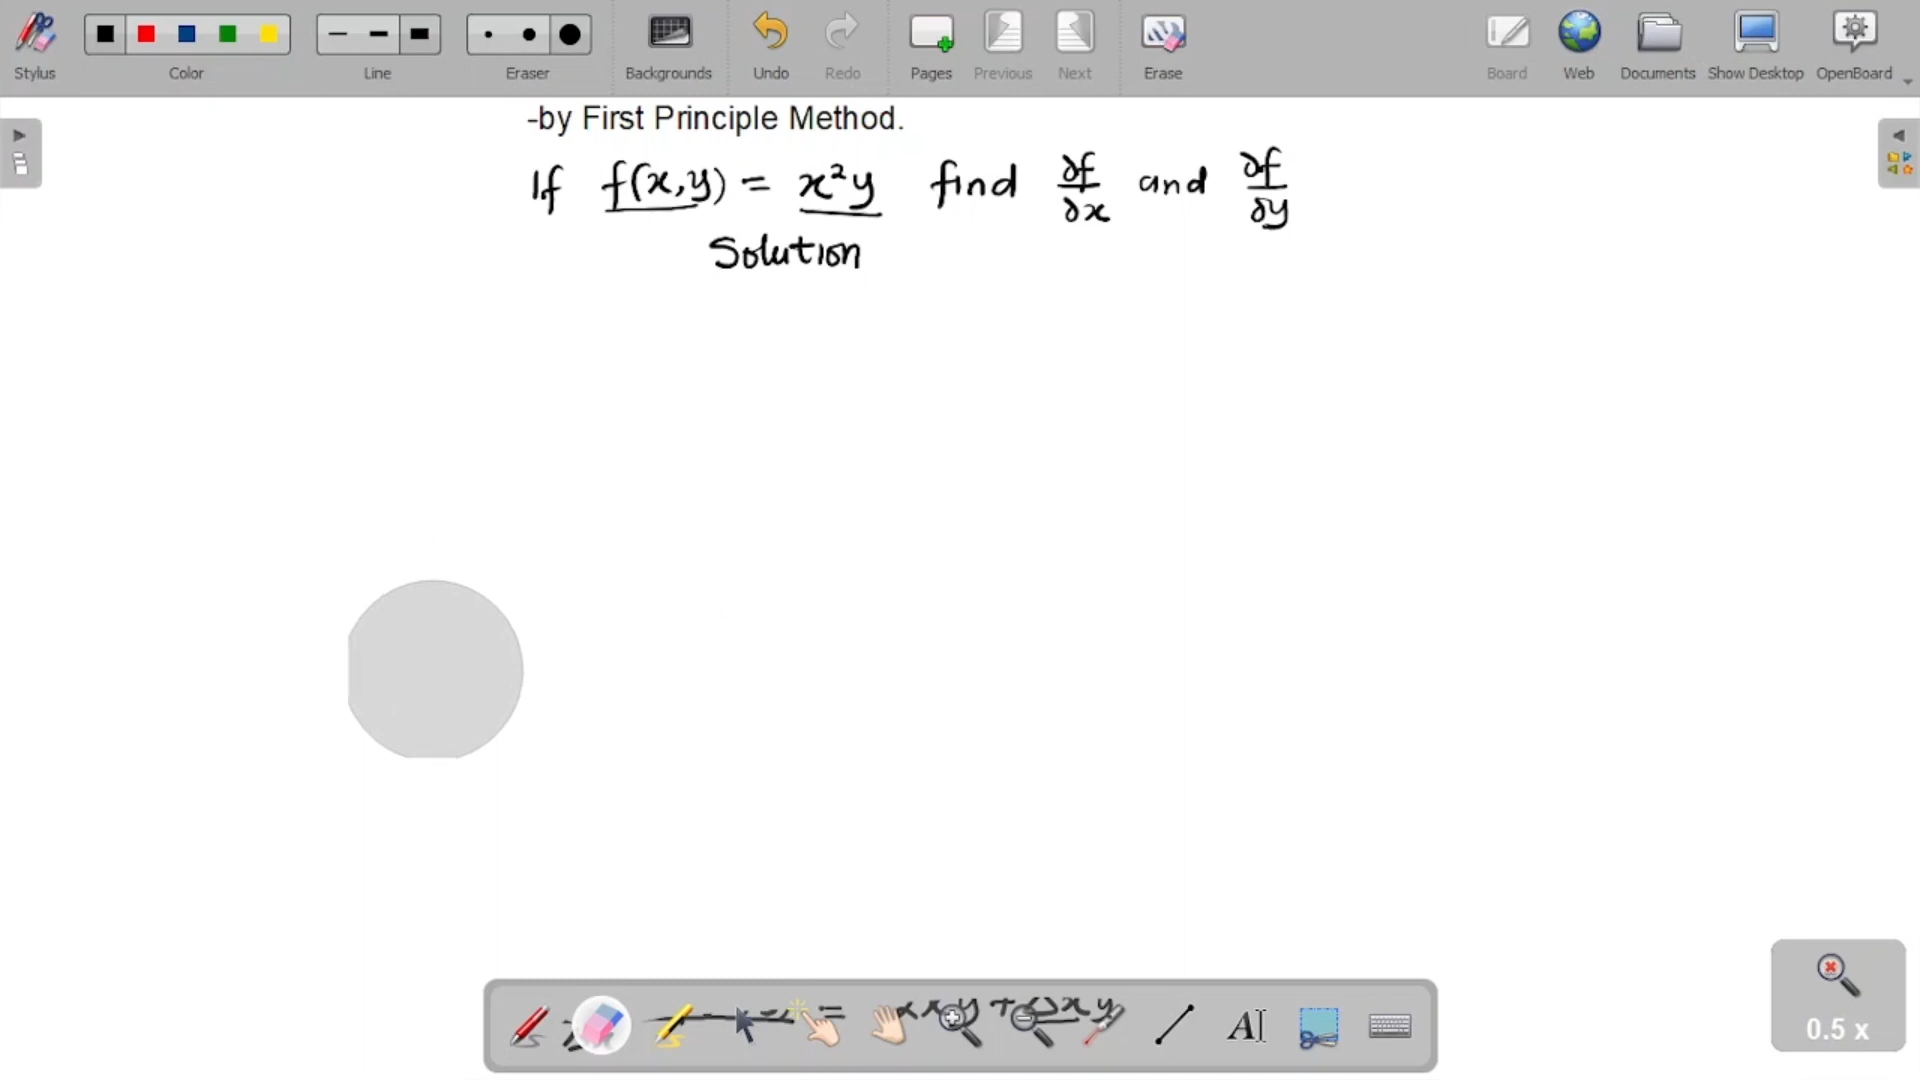 Stylus Color Line Eraser Backgrounds Undo Redo Pages Previous Next Erase Board Web Documents Show Desktop OpenBoard
-by First Principle Method.
If f(x,y) = x²y find ∂f/∂x and ∂f/∂y
Solution
0.5 x